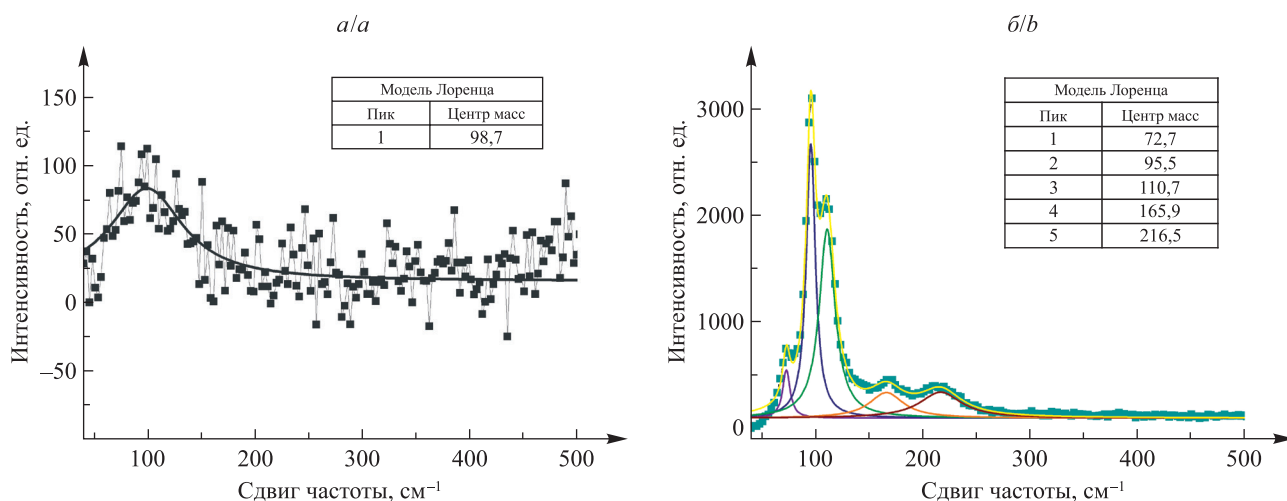 а/a
Интенсивность, отн. ед.
150
100
50
0
–50
Модель Лоренца
Пик Центр масс
1 98,7
100 200 300 400 500
Сдвиг частоты, см–1
б/b
Интенсивность, отн. ед.
3000
2000
1000
0
Модель Лоренца
Пик Центр масс
1 72,7
2 95,5
3 110,7
4 165,9
5 216,5
100 200 300 400 500
Сдвиг частоты, см–1